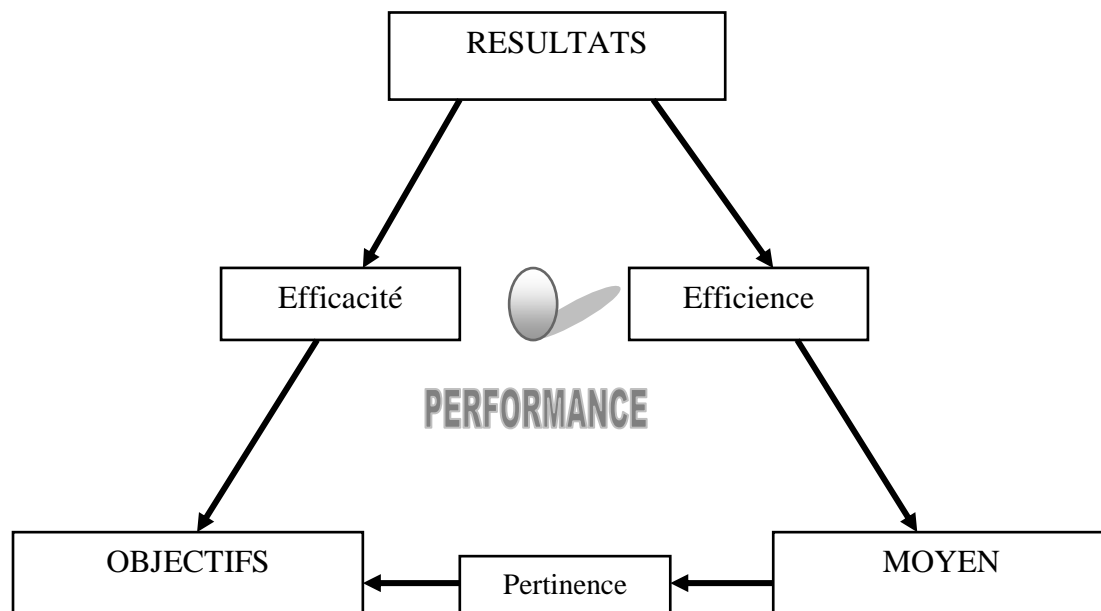 RESULTATS
Efficacité
Efficience
PERFORMANCE
OBJECTIFS
Pertinence
MOYEN